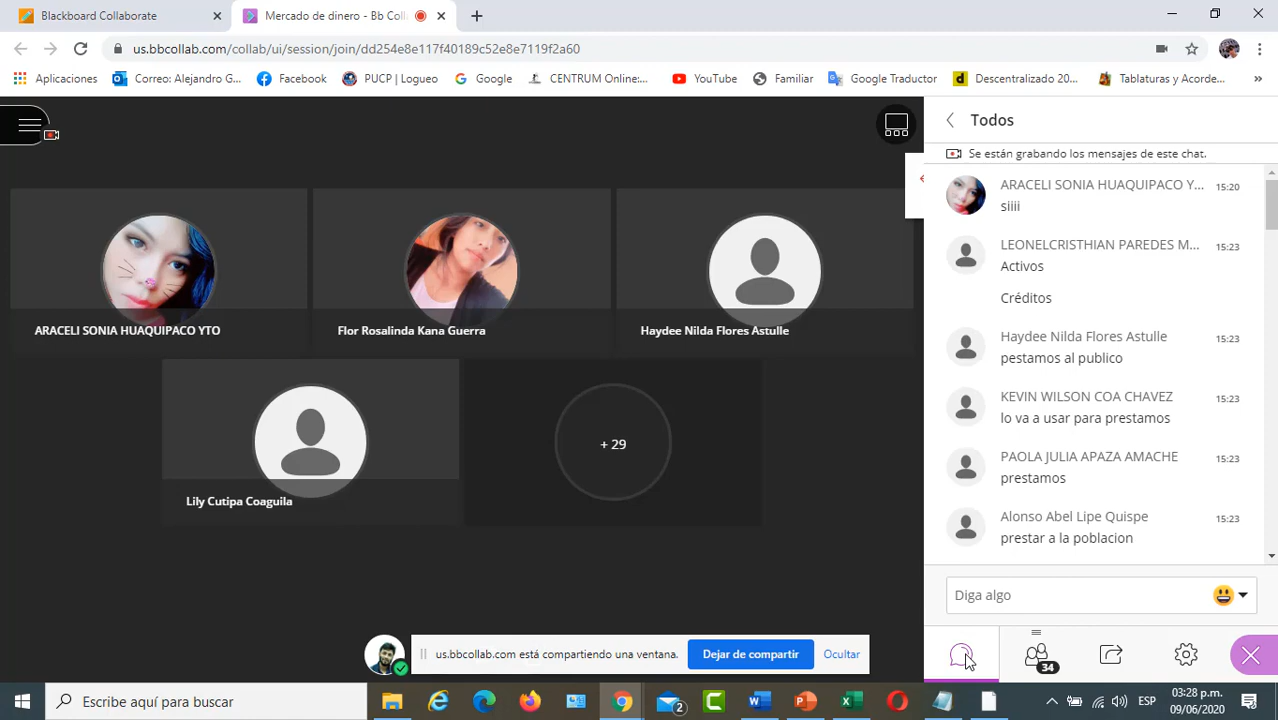 Blackboard Collaborate
Mercado de dinero - Bb Coll
us.bbcollab.com/collab/ui/session/join/dd254e8e117f40189c52e8e7119f2a60
Aplicaciones
Correo: Alejandro G...
Facebook
PUCP | Logueo
Google
CENTRUM Online:...
YouTube
Familiar
Google Traductor
Descentralizado 20...
Tablaturas y Acorde...
»
Todos
Se están grabando los mensajes de este chat.
ARACELI SONIA HUAQUIPACO Y... 15:20
siiii
LEONELCRISTHIAN PAREDES M... 15:23
Activos
Créditos
Haydee Nilda Flores Astulle 15:23
pestamos al publico
KEVIN WILSON COA CHAVEZ 15:23
lo va a usar para prestamos
PAOLA JULIA APAZA AMACHE 15:23
prestamos
Alonso Abel Lipe Quispe 15:23
prestar a la poblacion
Diga algo
34
ARACELI SONIA HUAQUIPACO YTO
Flor Rosalinda Kana Guerra
Haydee Nilda Flores Astulle
Lily Cutipa Coaguila
+ 29
us.bbcollab.com está compartiendo una ventana.
Dejar de compartir
Ocultar
Escribe aquí para buscar
2
ESP
03:28 p.m.
09/06/2020